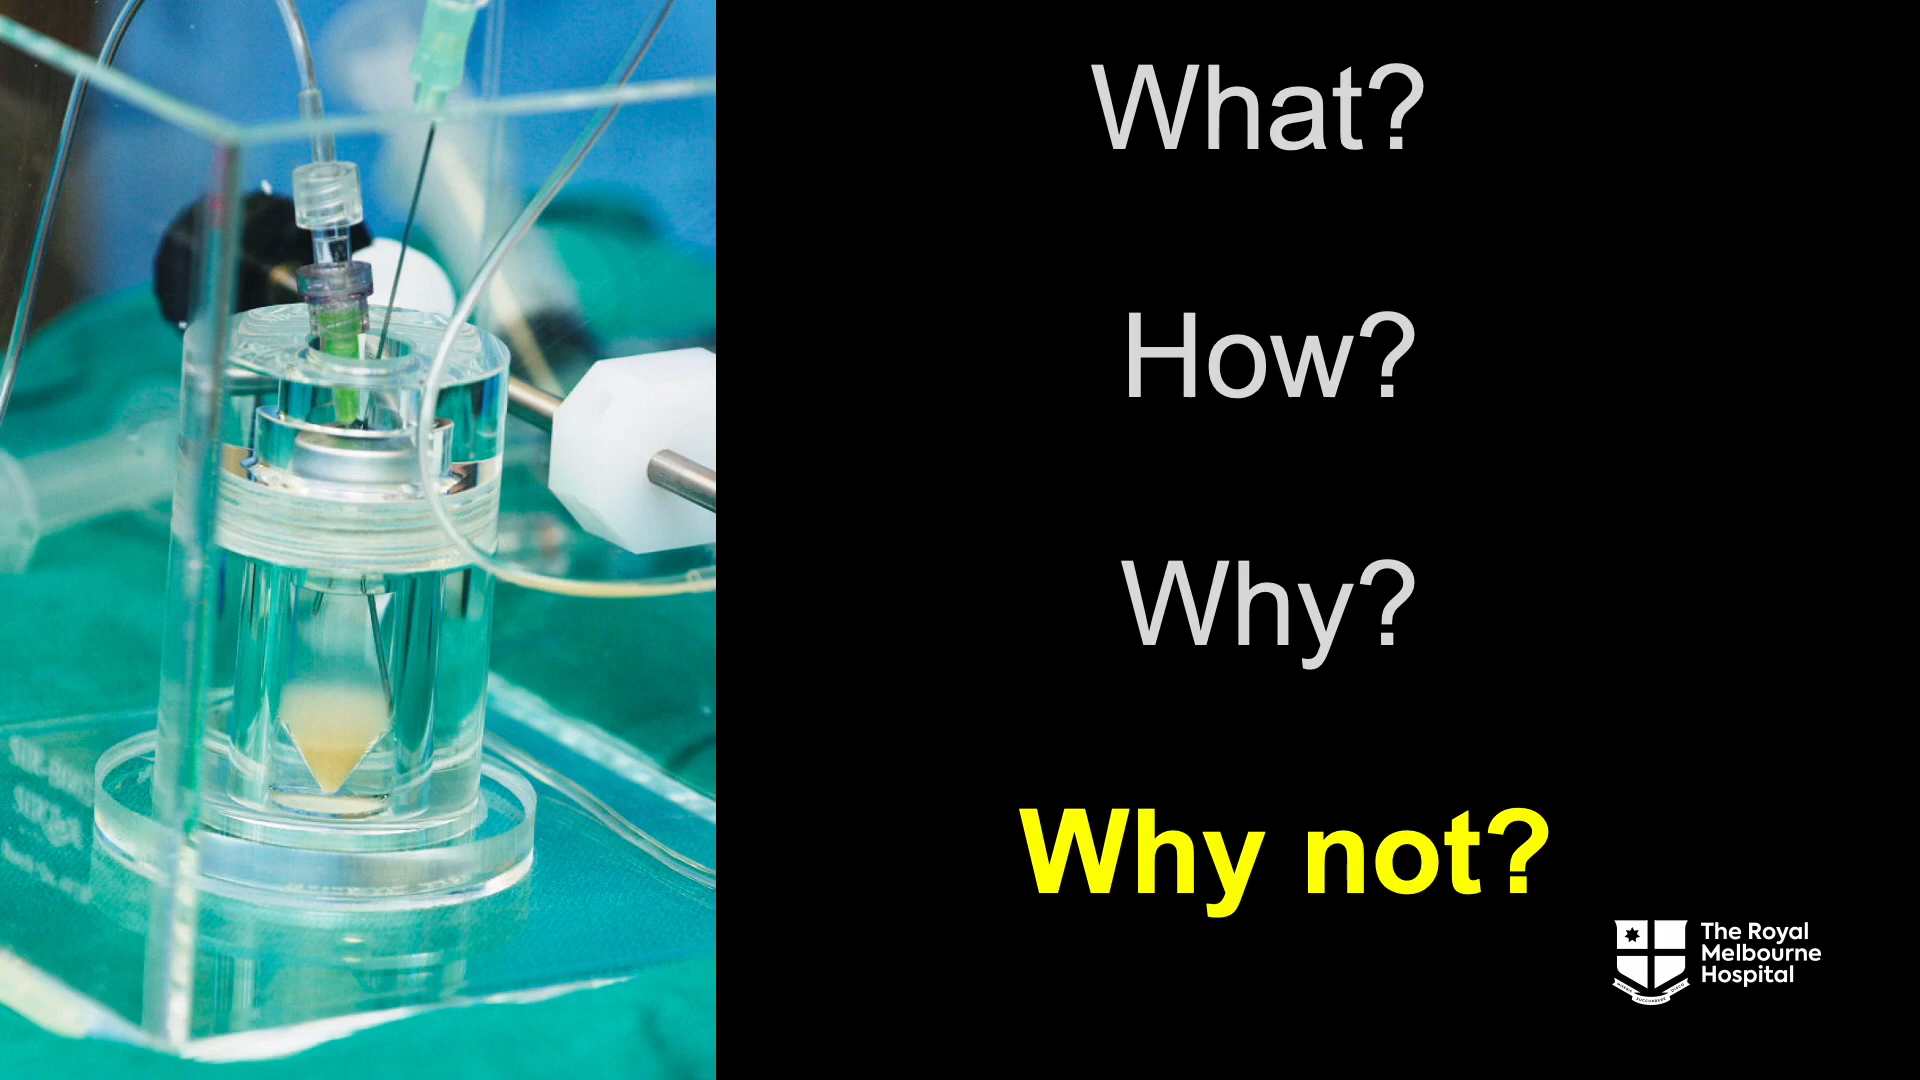 What?
How?
Why?
Why not?
The Royal
Melbourne
Hospital